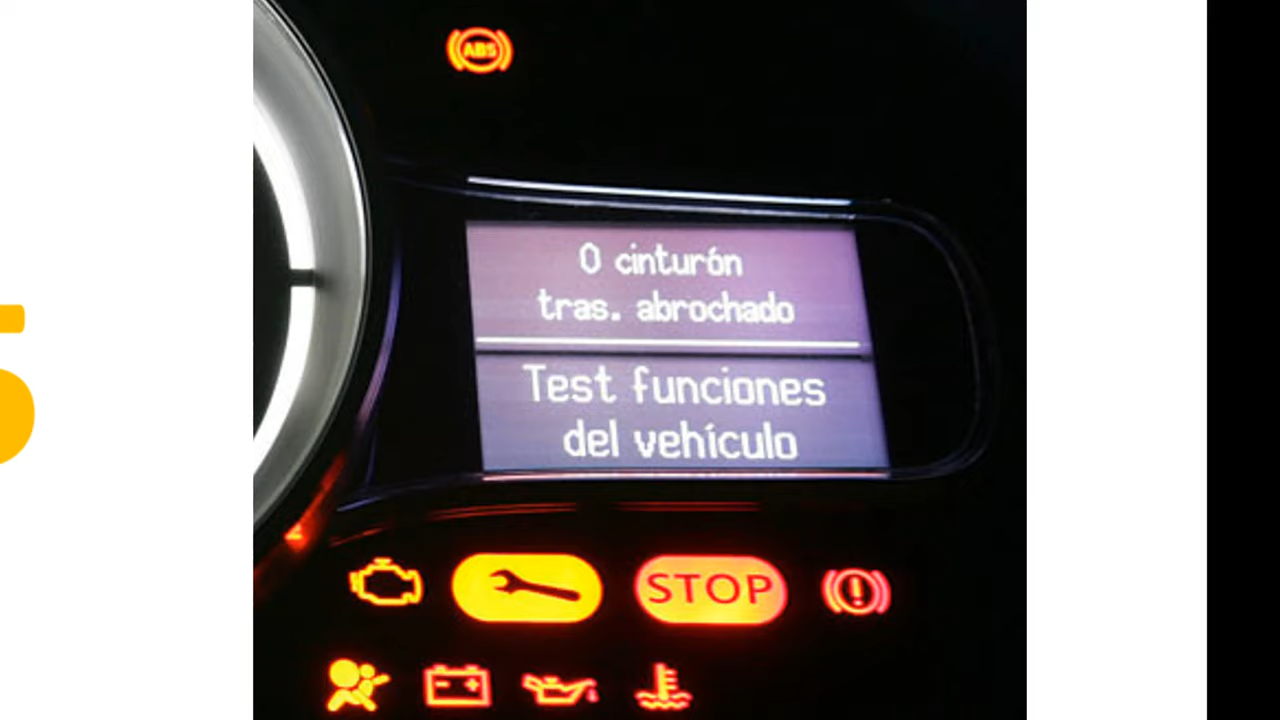 ABS
0 cinturón
tras. abrochado
Test funciones
del vehículo
STOP